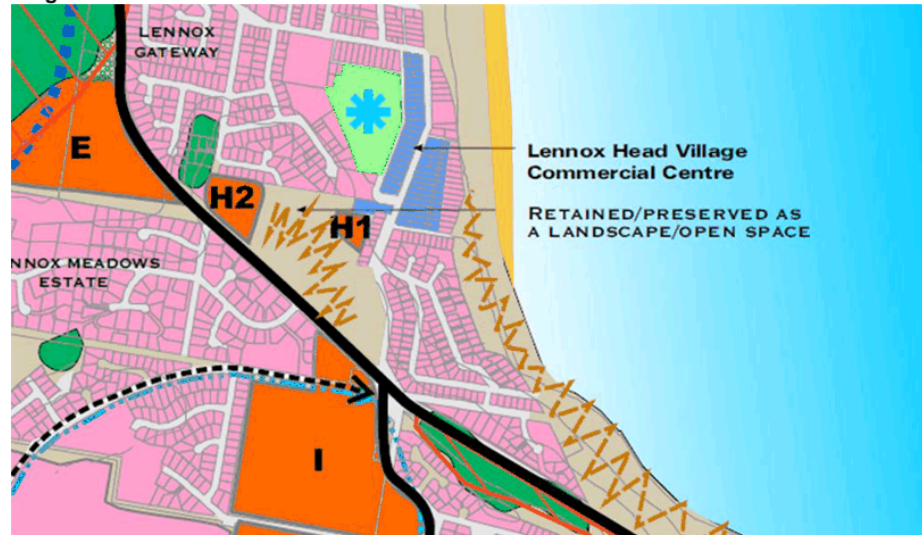 LENNOX
GATEWAY
E
Lennox Head Village
Commercial Centre
H2
RETAINED/PRESERVED AS
A LANDSCAPE/OPEN SPACE
H1
NNOX MEADOWS
ESTATE
I